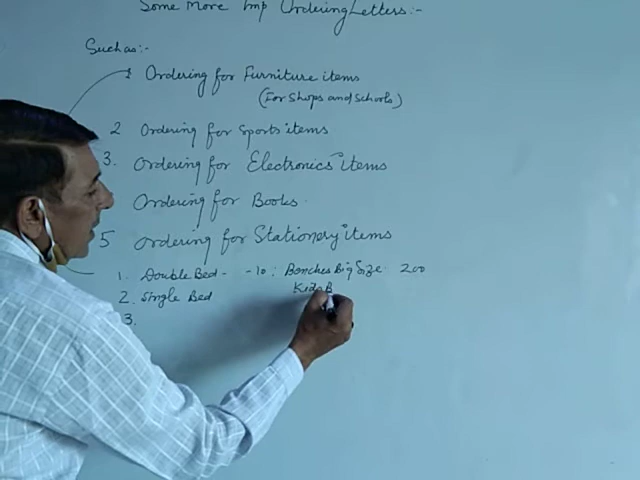 Some More Imp Ordering Letters:-
Such as:-
Ordering for Furniture items
(For Shops and Schools)
2 Ordering for Sports items
3. Ordering for Electronics items
Ordering for Books.
5 Ordering for Stationery items
1. Double Bed - -10: Benches Big Size 200
2. Single Bed Kids B
3.